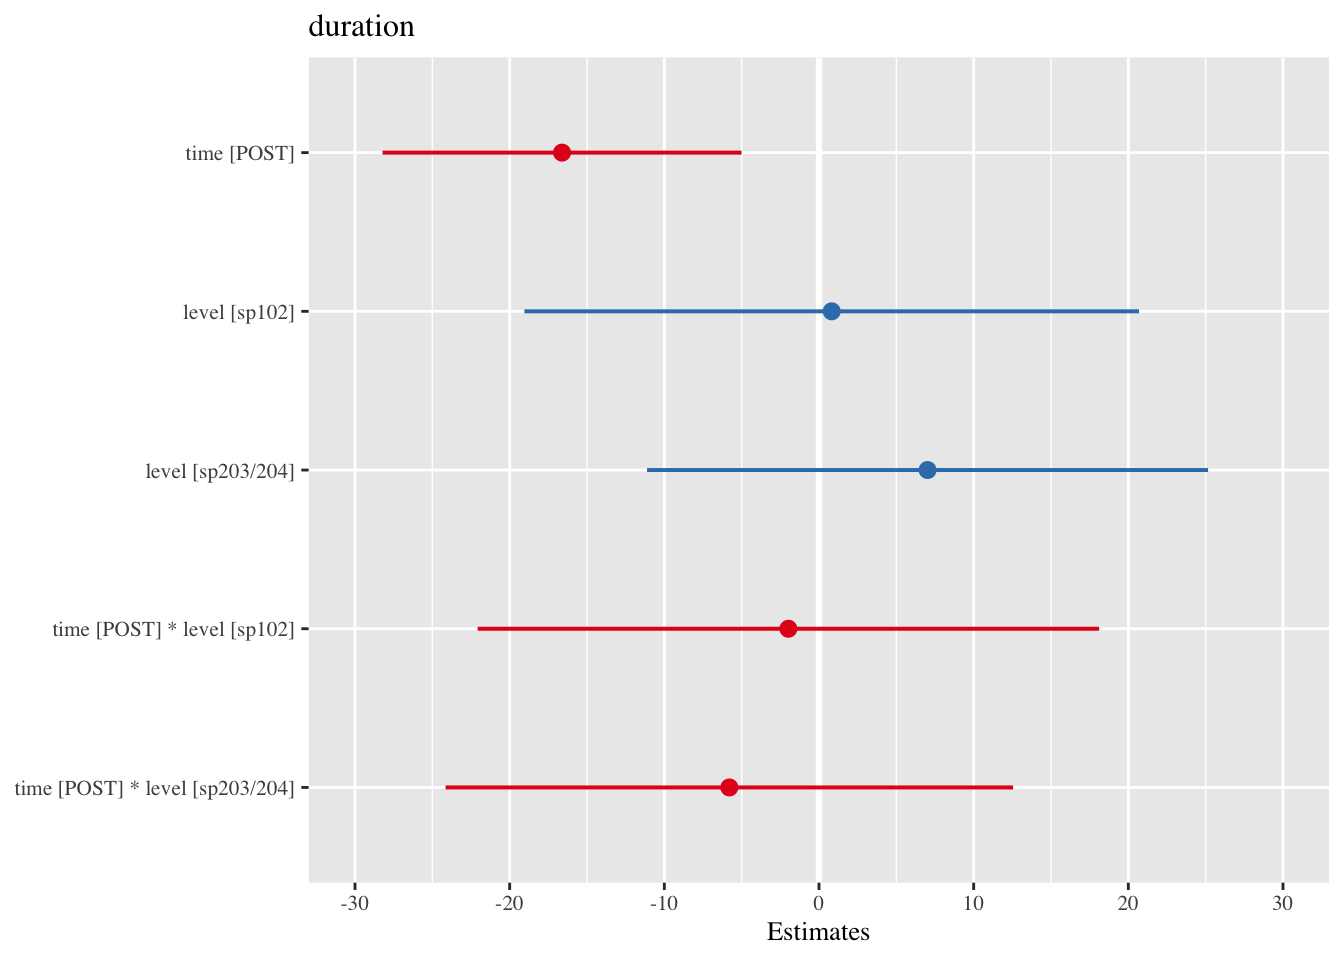 duration
time [POST]
level [sp102]
level [sp203/204]
time [POST] * level [sp102]
time [POST] * level [sp203/204]
-30 -20 -10 0 10 20 30
Estimates